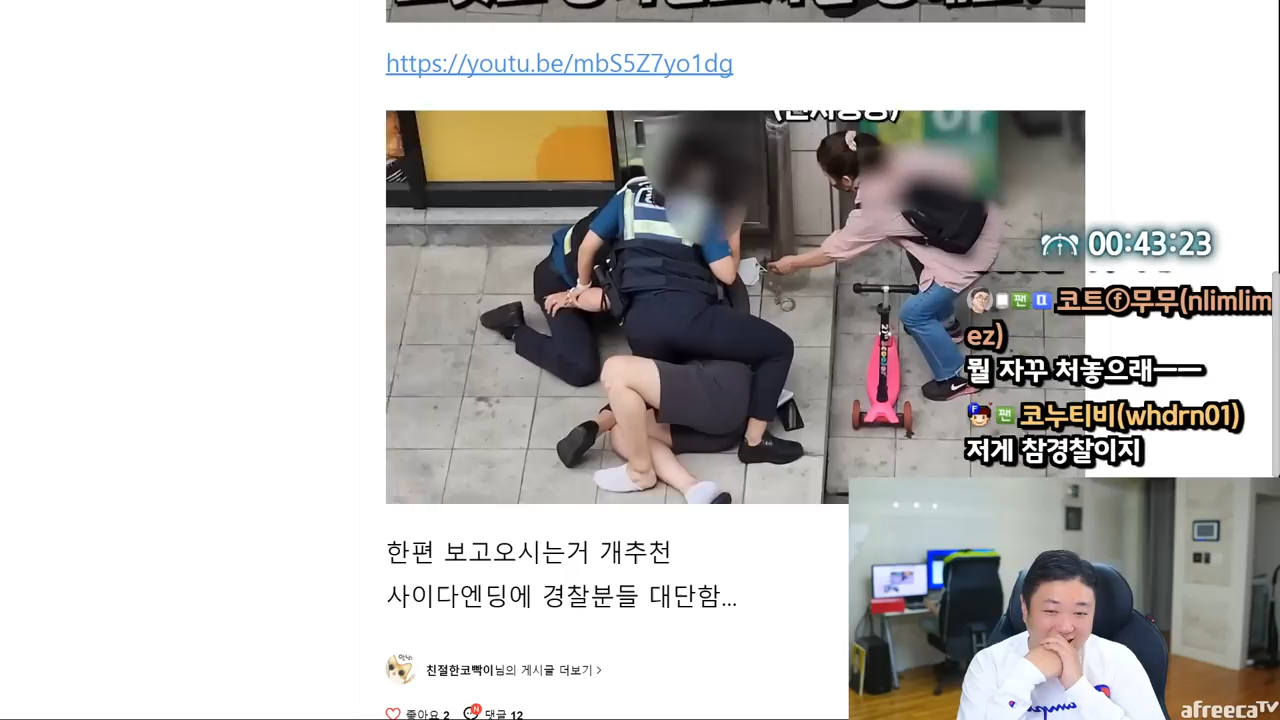 https://youtu.be/mbS5Z7yo1dg
00:43:23
코트ⓕ무무(nlimlim
ez)
뭘 자꾸 처놓으래ㅡㅡ
코누티비(whdrn01)
저게 참경찰이지
한편 보고오시는거 개추천
사이다엔딩에 경찰분들 대단함...
친절한코빡이님의 게시글 더보기 >
좋아요 2 댓글 12
afreecaTV